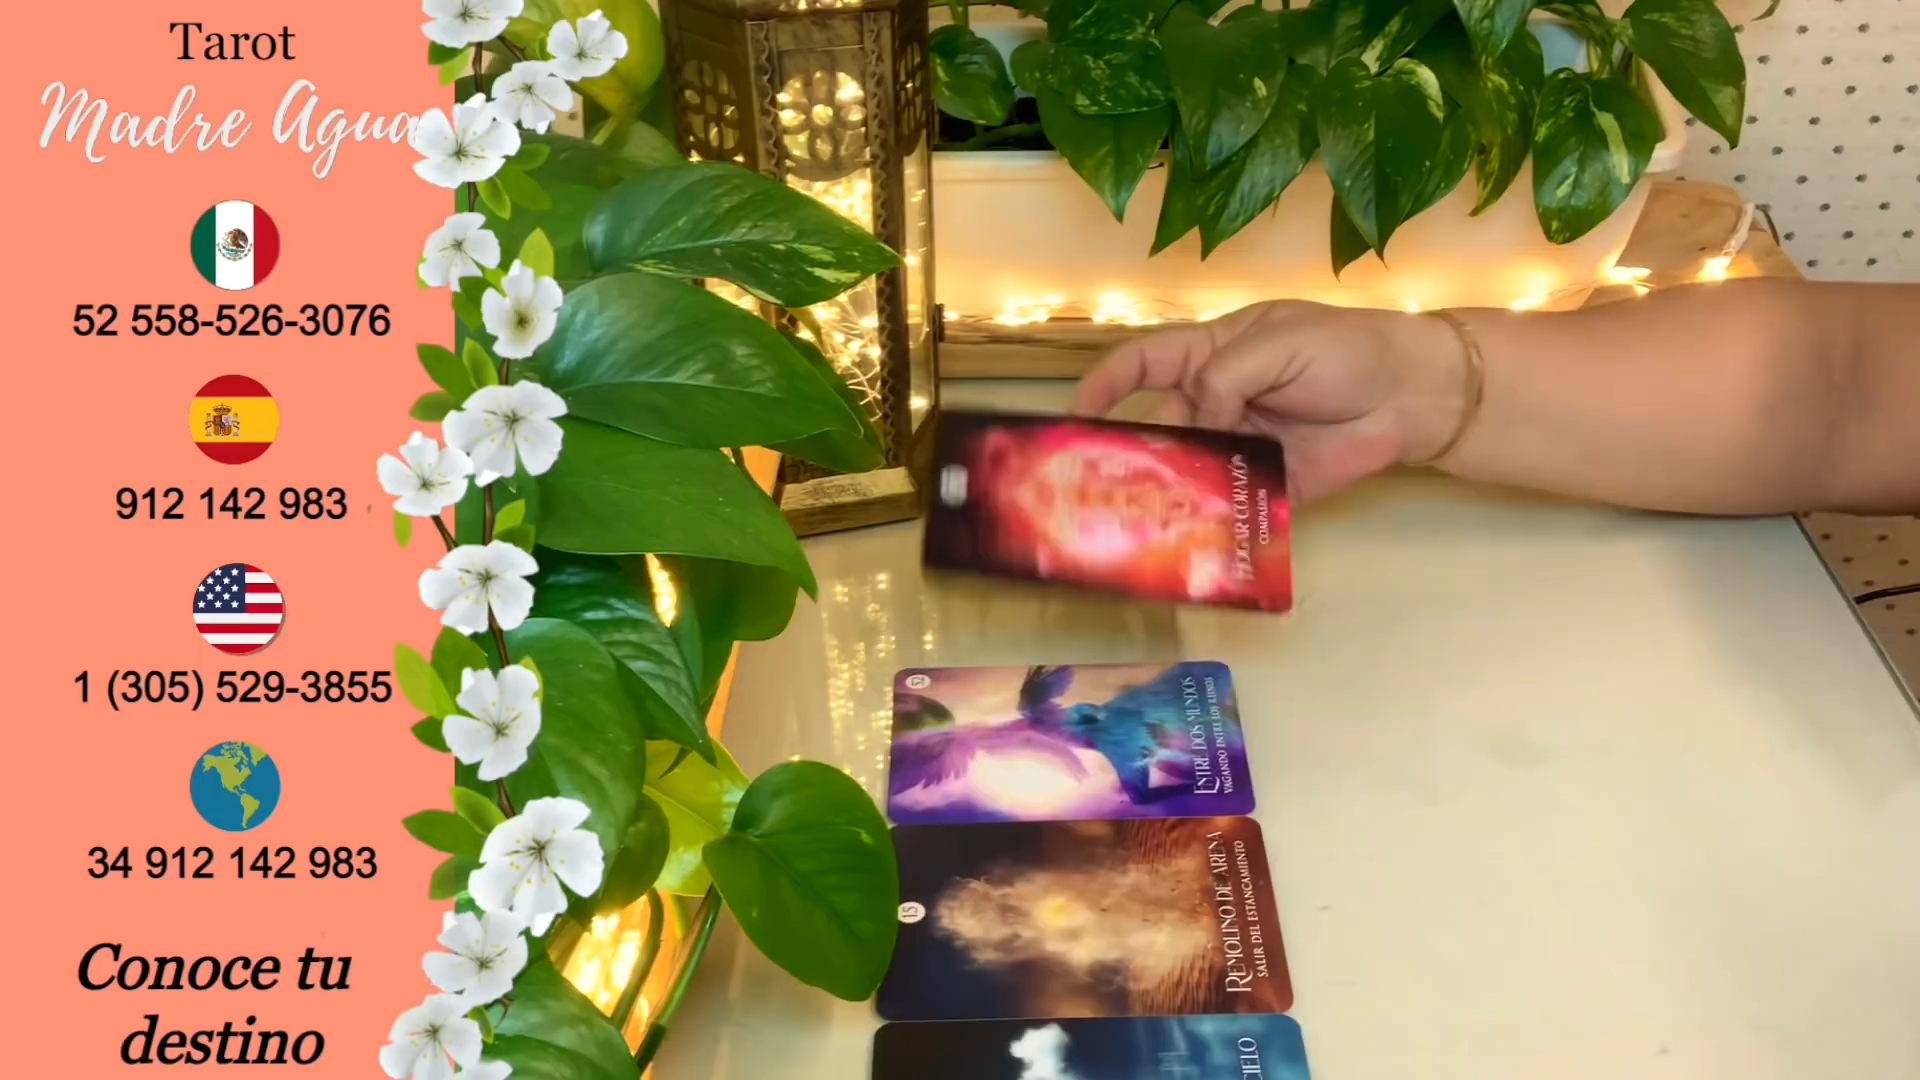 Tarot
Madre Agua
52 558-526-3076
912 142 983
1 (305) 529-3855
34 912 142 983
Conoce tu
destino
HOGAR CORAZÓN
COMPASIÓN
52
ENTRE DOS MUNDOS
VAGANDO ENTRE LOS REINOS
15
REMOLINO DE ARENA
SALIR DEL ESTANCAMIENTO
CIELO